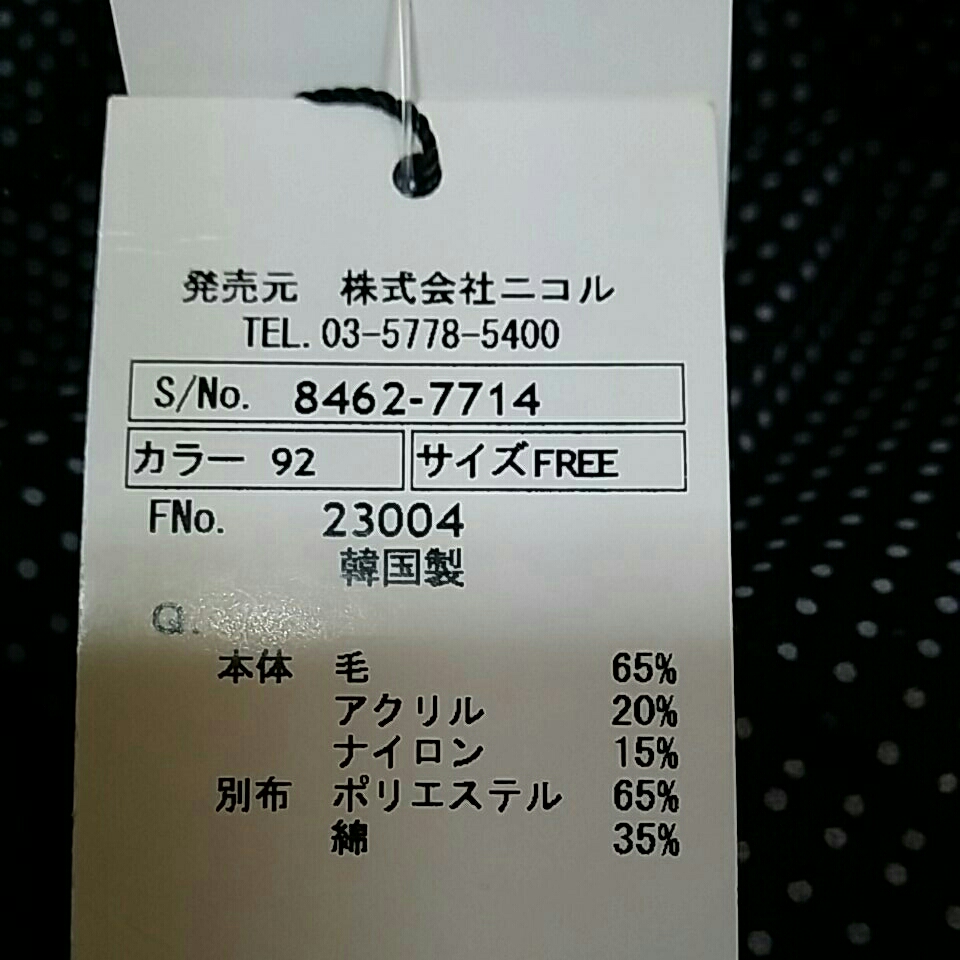 発売元 株式会社ニコル
TEL. 03-5778-5400
S/No. 8462-7714
カラー 92 サイズFREE
FNo. 23004
韓国製
Q.
本体 毛 65%
アクリル 20%
ナイロン 15%
別布 ポリエステル 65%
綿 35%